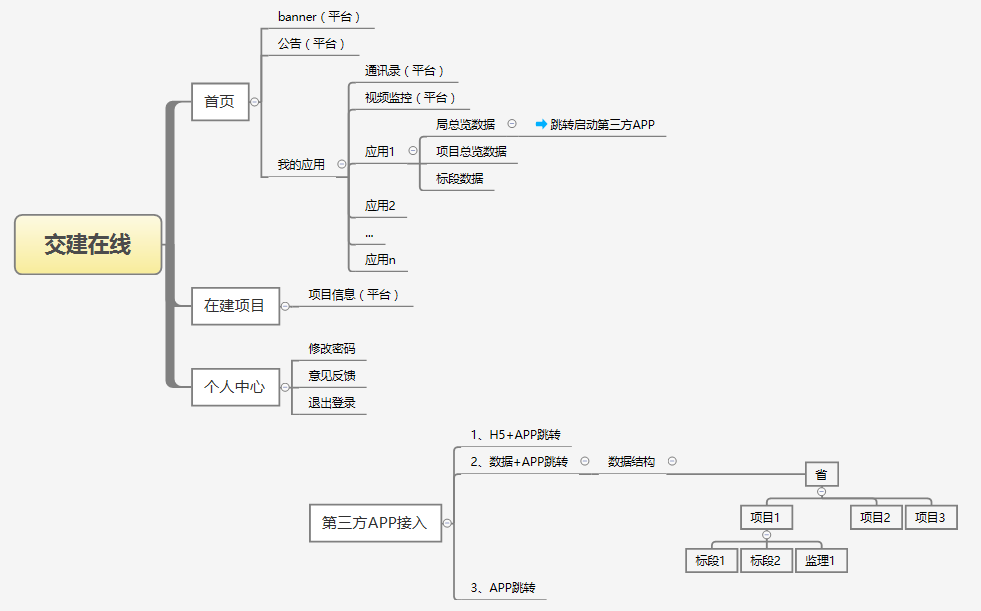 banner（平台）
公告（平台）
通讯录（平台）
视频监控（平台）
首页
局总览数据
跳转启动第三方APP
应用1
项目总览数据
我的应用
标段数据
应用2
...
应用n
交建在线
在建项目
项目信息（平台）
修改密码
个人中心
意见反馈
退出登录
1、H5+APP跳转
2、数据+APP跳转
数据结构
省
第三方APP接入
项目1
项目2
项目3
标段1
标段2
监理1
3、APP跳转